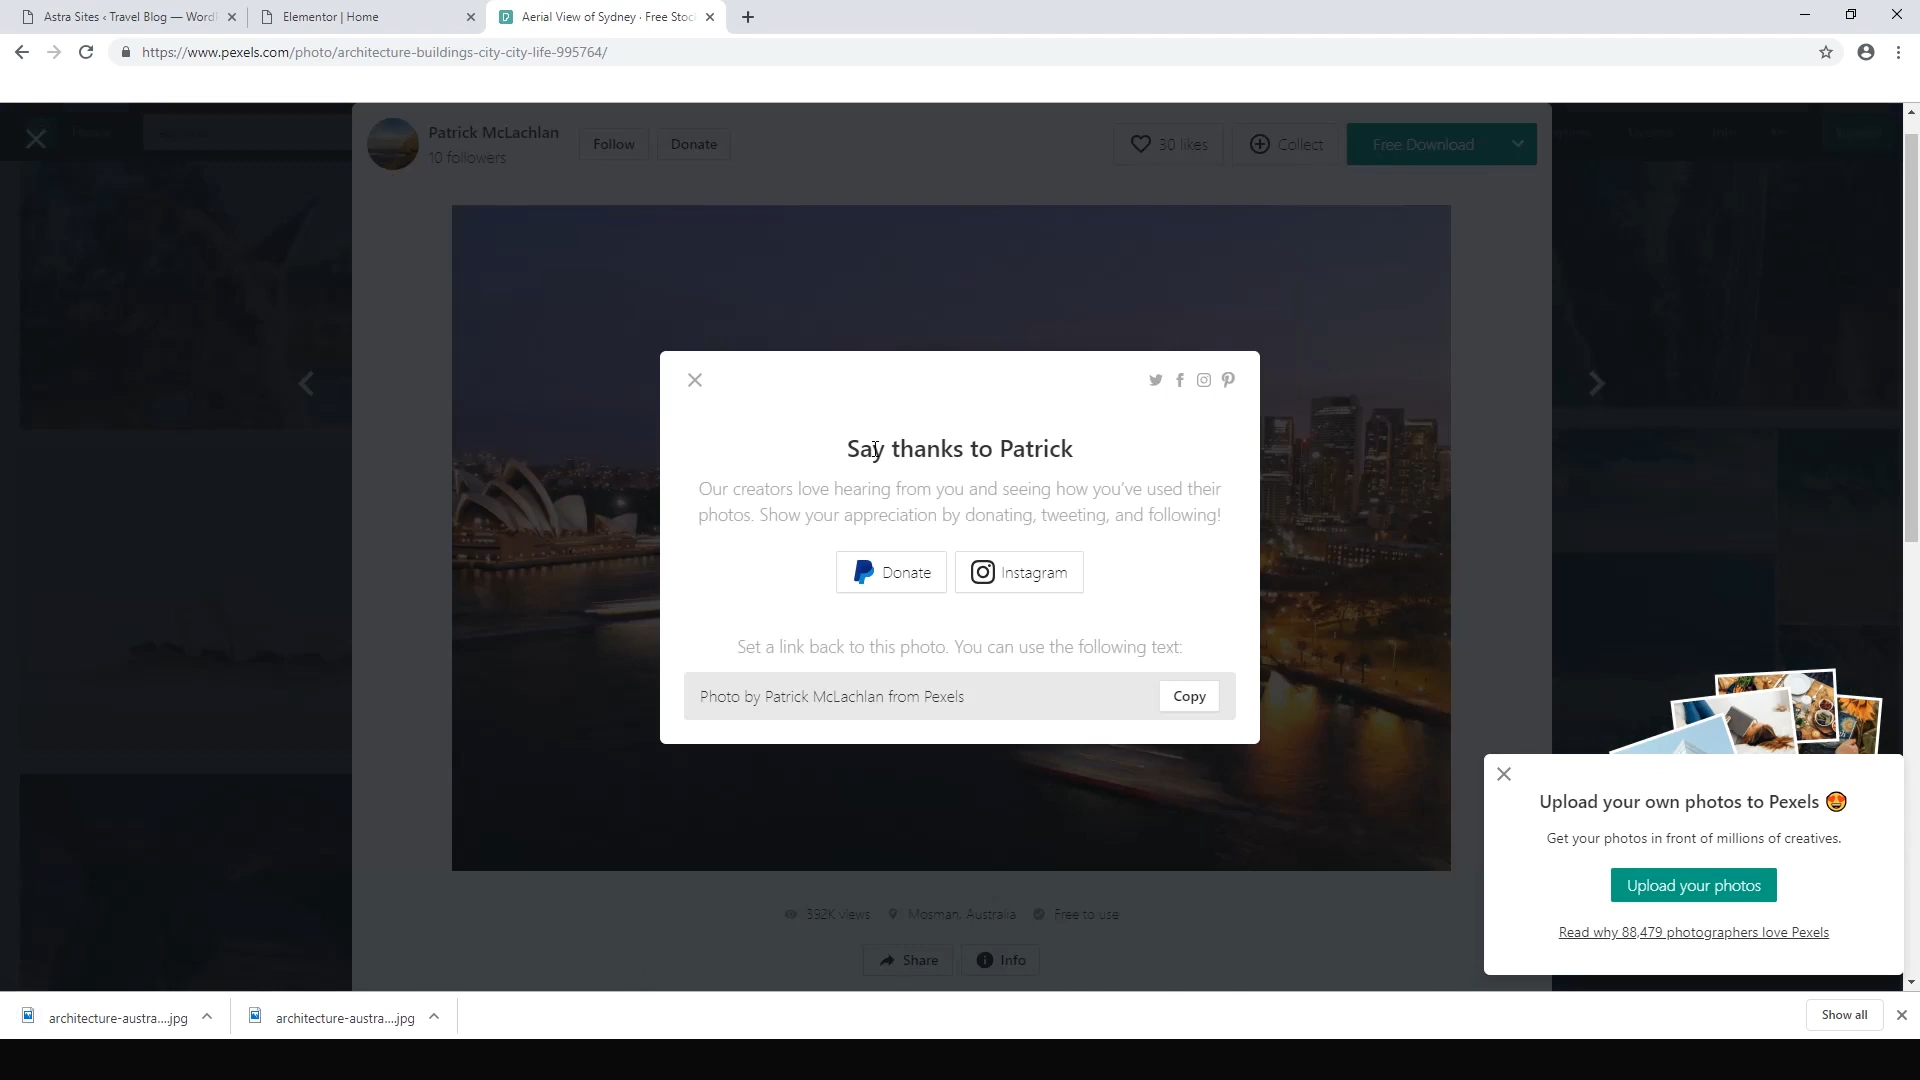 Astra Sites ‹ Travel Blog — Word
Elementor | Home
Aerial View of Sydney · Free Stoc
https://www.pexels.com/photo/architecture-buildings-city-city-life-995764/
Patrick McLachlan
10 followers
Follow
Donate
30 likes
Collect
Free Download
Say thanks to Patrick
Our creators love hearing from you and seeing how you've used their
photos. Show your appreciation by donating, tweeting, and following!
Donate
Instagram
Set a link back to this photo. You can use the following text:
Photo by Patrick McLachlan from Pexels
Copy
Upload your own photos to Pexels 😍
Get your photos in front of millions of creatives.
Upload your photos
Read why 88,479 photographers love Pexels
392K views
Mosman, Australia
Free to use
Share
Info
architecture-austra....jpg
architecture-austra....jpg
Show all